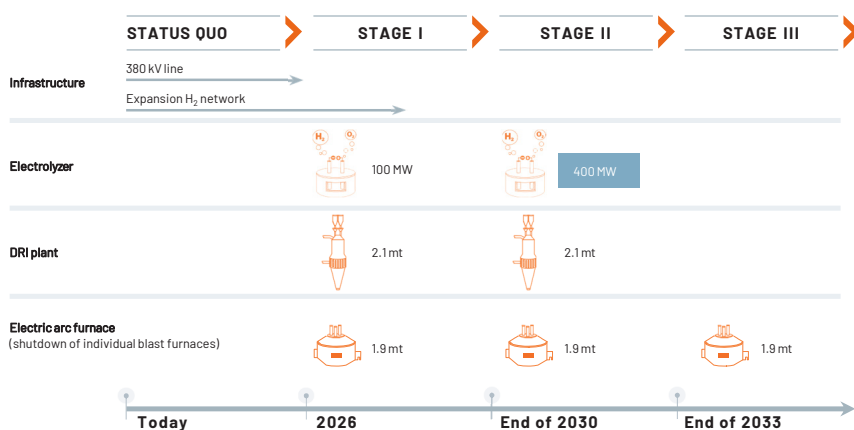 STATUS QUO
STAGE I
STAGE II
STAGE III
Infrastructure
380 kV line
Expansion H₂ network
Electrolyzer
H₂
O₂
100 MW
H₂
O₂
400 MW
DRI plant
2.1 mt
2.1 mt
Electric arc furnace
(shutdown of individual blast furnaces)
1.9 mt
1.9 mt
1.9 mt
Today
2026
End of 2030
End of 2033